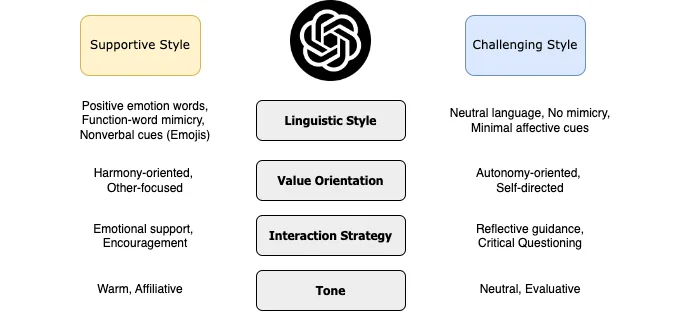 Supportive Style
Challenging Style
Positive emotion words,
Function-word mimicry,
Nonverbal cues (Emojis)
Linguistic Style
Neutral language, No mimicry,
Minimal affective cues
Harmony-oriented,
Other-focused
Value Orientation
Autonomy-oriented,
Self-directed
Emotional support,
Encouragement
Interaction Strategy
Reflective guidance,
Critical Questioning
Warm, Affiliative
Tone
Neutral, Evaluative